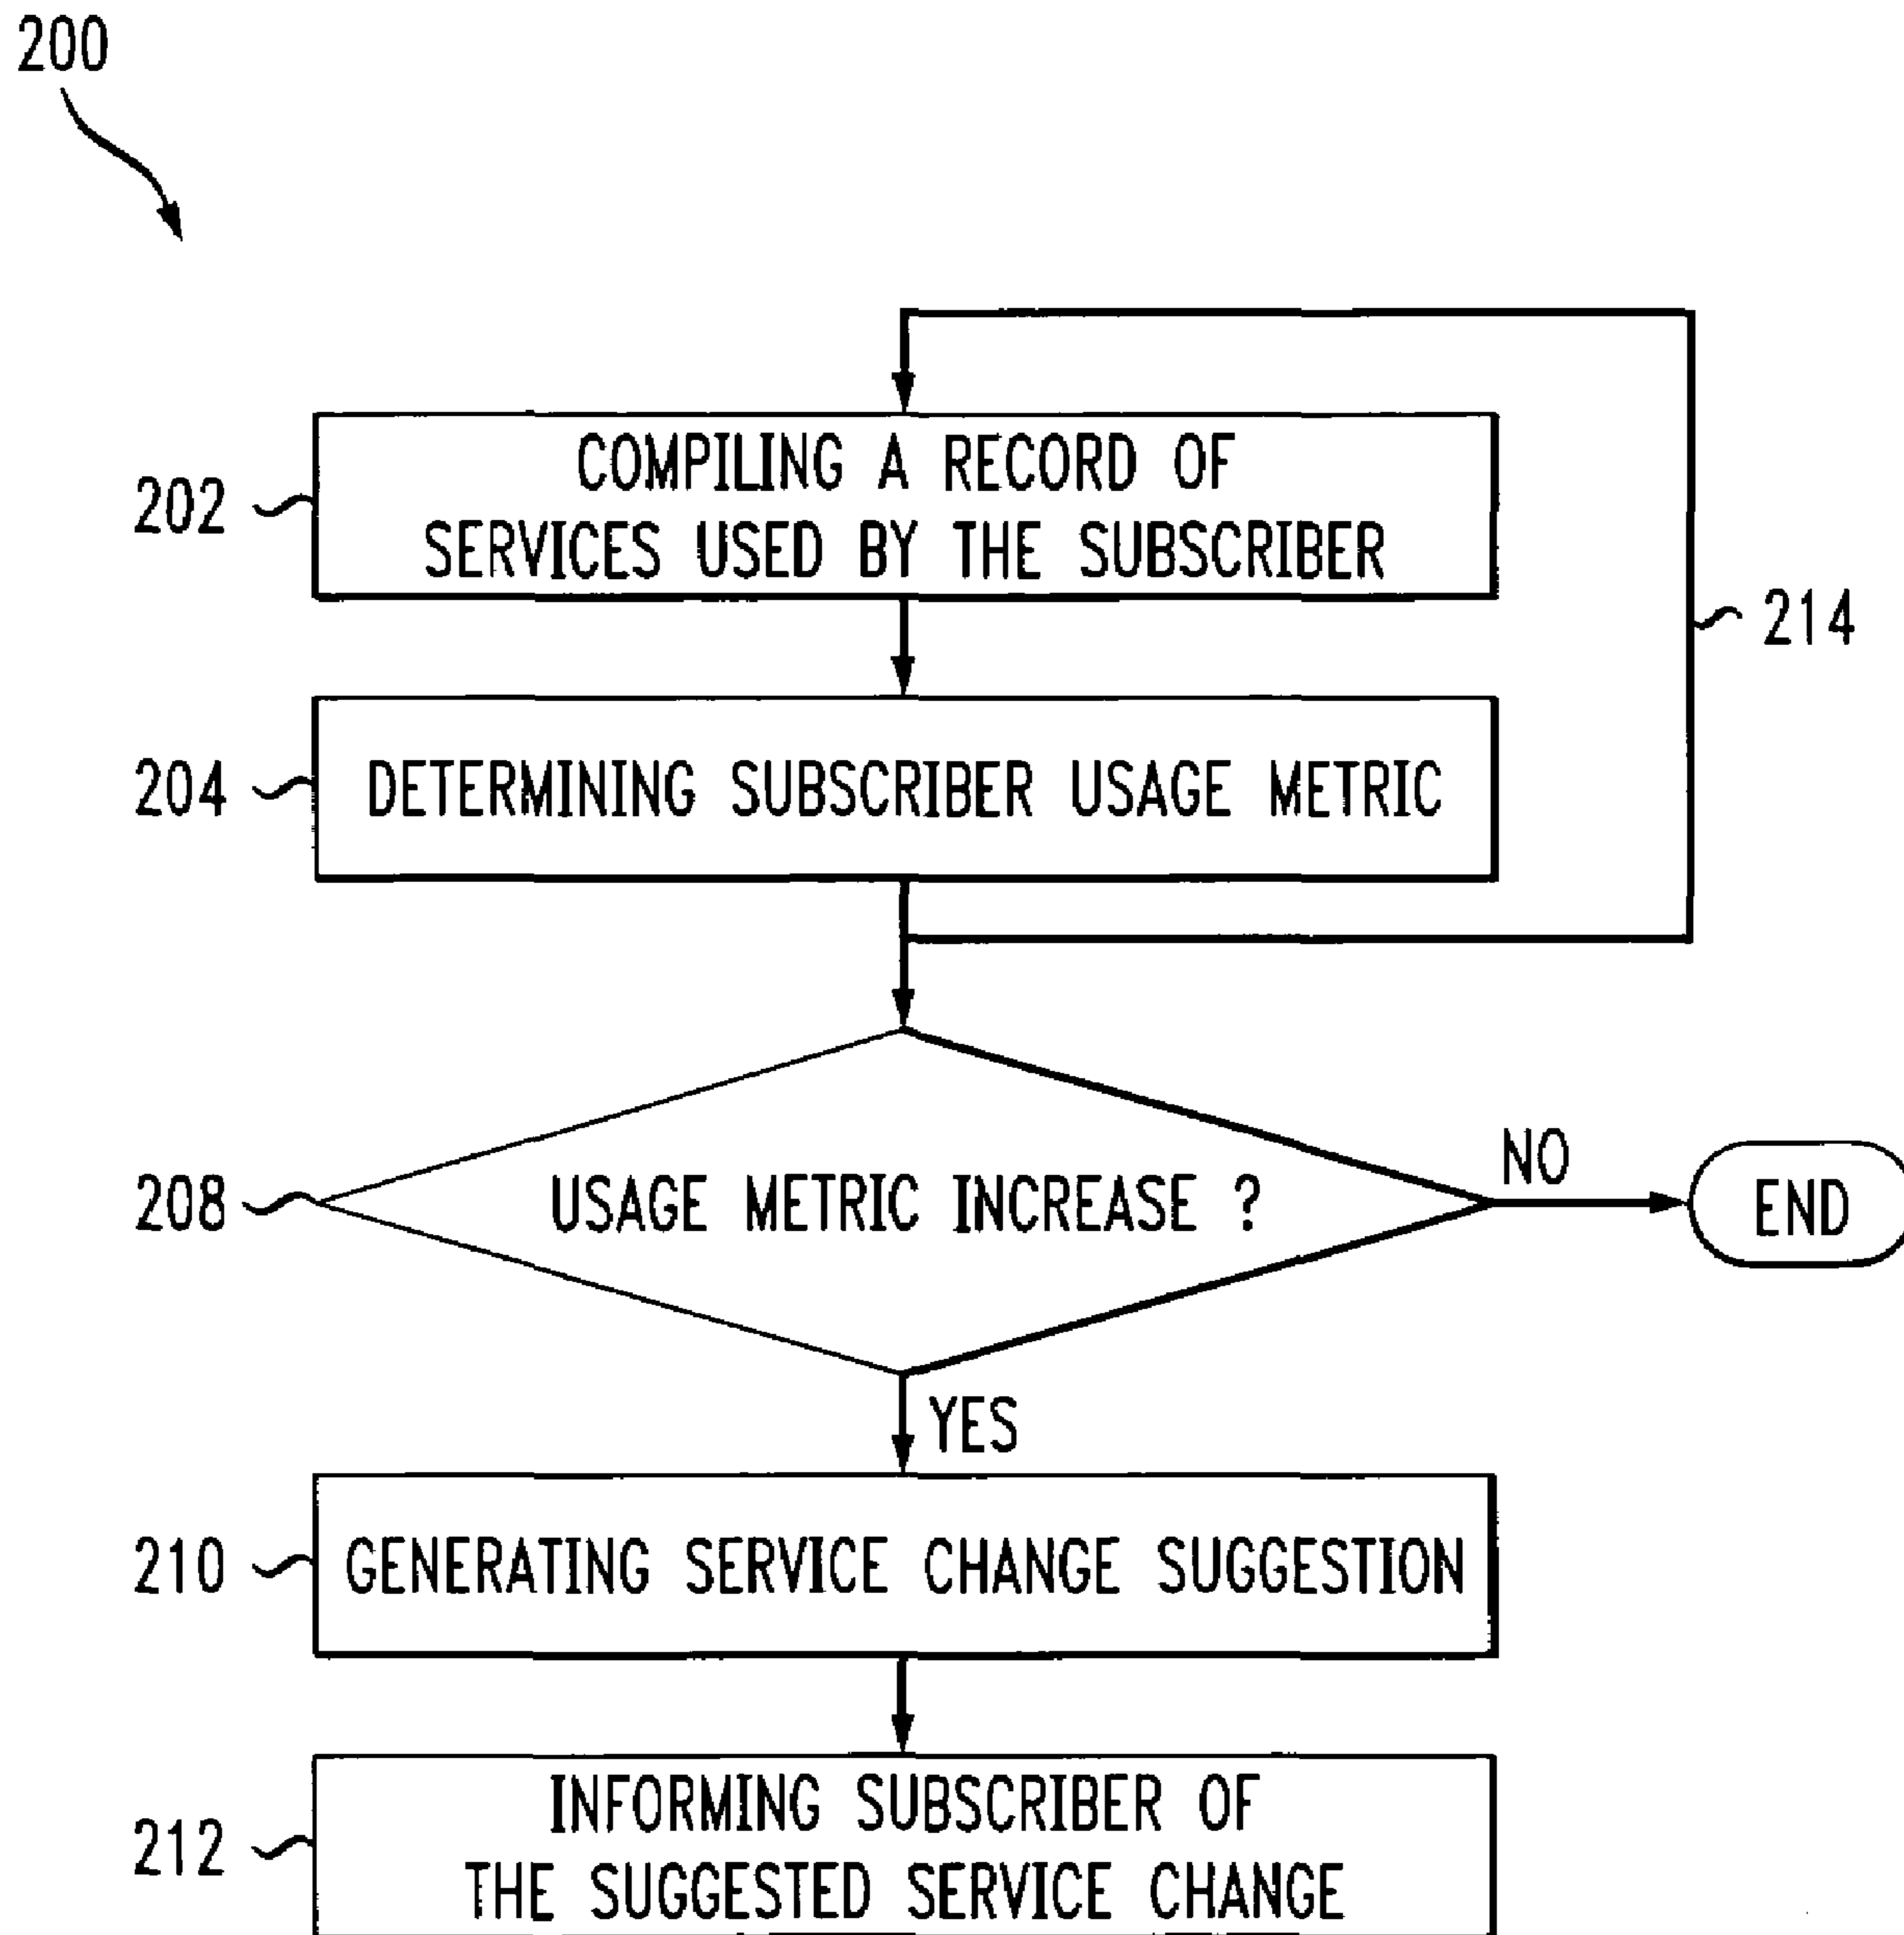 200
202
COMPILING A RECORD OF
SERVICES USED BY THE SUBSCRIBER
214
204
DETERMINING SUBSCRIBER USAGE METRIC
208
USAGE METRIC INCREASE ?
NO
END
YES
210
GENERATING SERVICE CHANGE SUGGESTION
212
INFORMING SUBSCRIBER OF
THE SUGGESTED SERVICE CHANGE